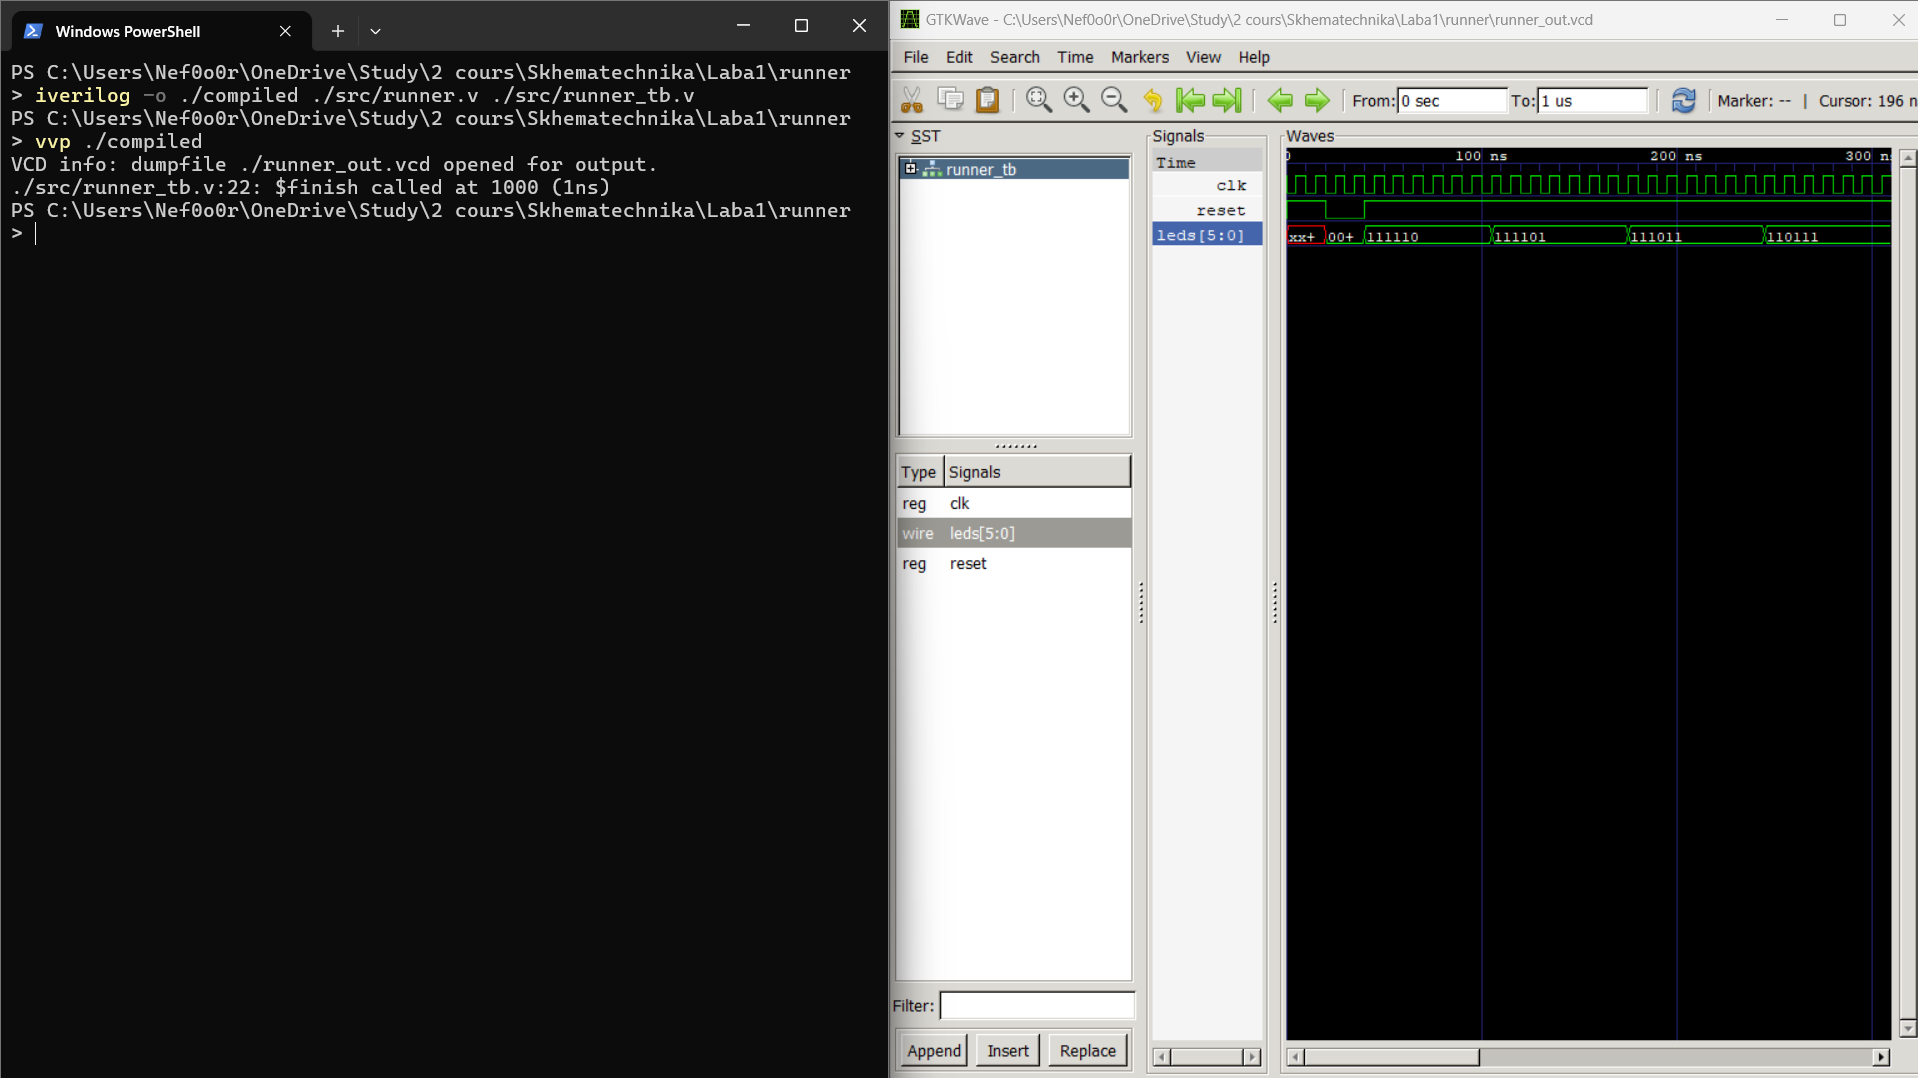 Windows PowerShell
PS C:\Users\Nef0o0r\OneDrive\Study\2 cours\Skhematechnika\Laba1\runner
> iverilog -o ./compiled ./src/runner.v ./src/runner_tb.v
PS C:\Users\Nef0o0r\OneDrive\Study\2 cours\Skhematechnika\Laba1\runner
> vvp ./compiled
VCD info: dumpfile ./runner_out.vcd opened for output.
./src/runner_tb.v:22: $finish called at 1000 (1ns)
PS C:\Users\Nef0o0r\OneDrive\Study\2 cours\Skhematechnika\Laba1\runner
>
GTKWave - C:\Users\Nef0o0r\OneDrive\Study\2 cours\Skhematechnika\Laba1\runner\runner_out.vcd
File Edit Search Time Markers View Help
From: 0 sec To: 1 us Marker: -- | Cursor: 196 n
SST
runner_tb
Type Signals
reg clk
wire leds[5:0]
reg reset
Filter:
Append Insert Replace
Signals
Time
clk
reset
leds[5:0]
Waves
0 100 ns 200 ns 300 n
xx+ 00+ 111110 111101 111011 110111